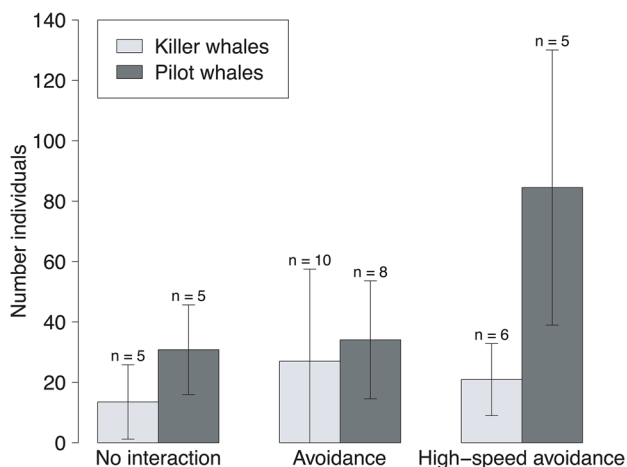 140
120
100
80
60
40
20
0
Number individuals
Killer whales
Pilot whales
n = 5
n = 5
n = 10
n = 8
n = 6
n = 5
No interaction
Avoidance
High−speed avoidance